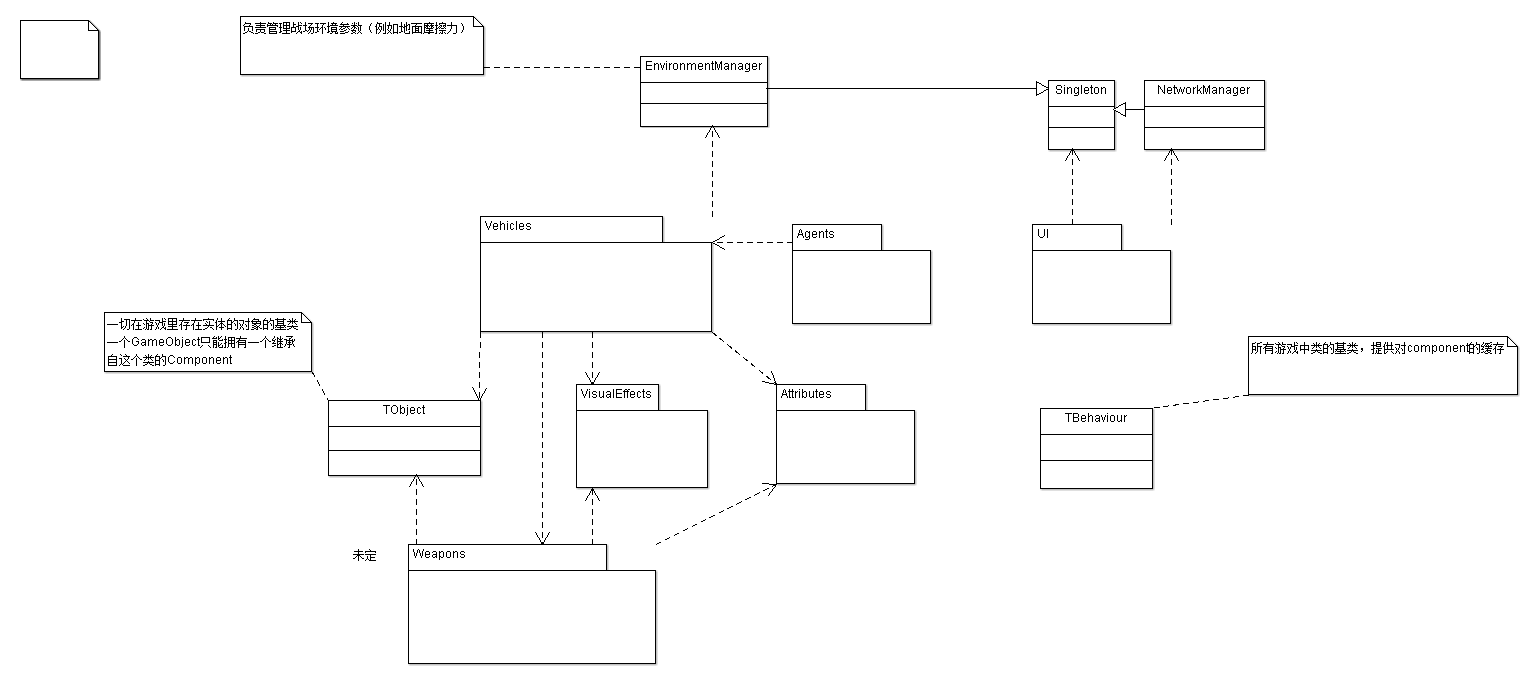 负责管理战场环境参数（例如地面摩擦力）
EnvironmentManager
Singleton
NetworkManager
Vehicles
Agents
UI
一切在游戏里存在实体的对象的基类
一个GameObject只能拥有一个继承
自这个类的Component
所有游戏中类的基类，提供对component的缓存
TObject
VisualEffects
Attributes
TBehaviour
未定
Weapons